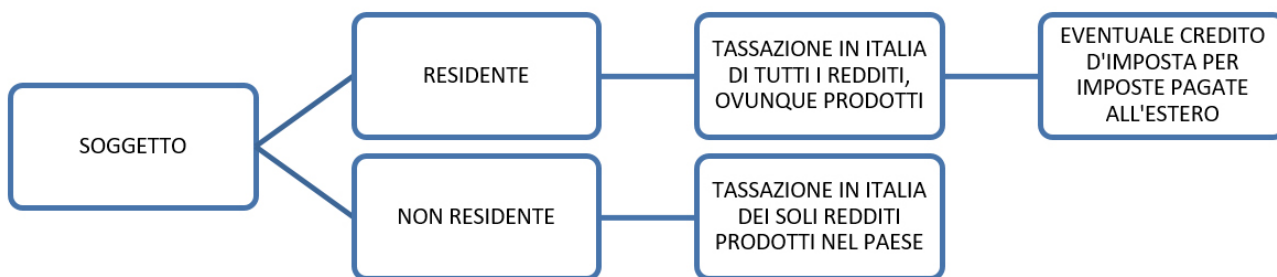 SOGGETTO
RESIDENTE
TASSAZIONE IN ITALIA
DI TUTTI I REDDITI,
OVUNQUE PRODOTTI
EVENTUALE CREDITO
D'IMPOSTA PER
IMPOSTE PAGATE
ALL'ESTERO
NON RESIDENTE
TASSAZIONE IN ITALIA
DEI SOLI REDDITI
PRODOTTI NEL PAESE